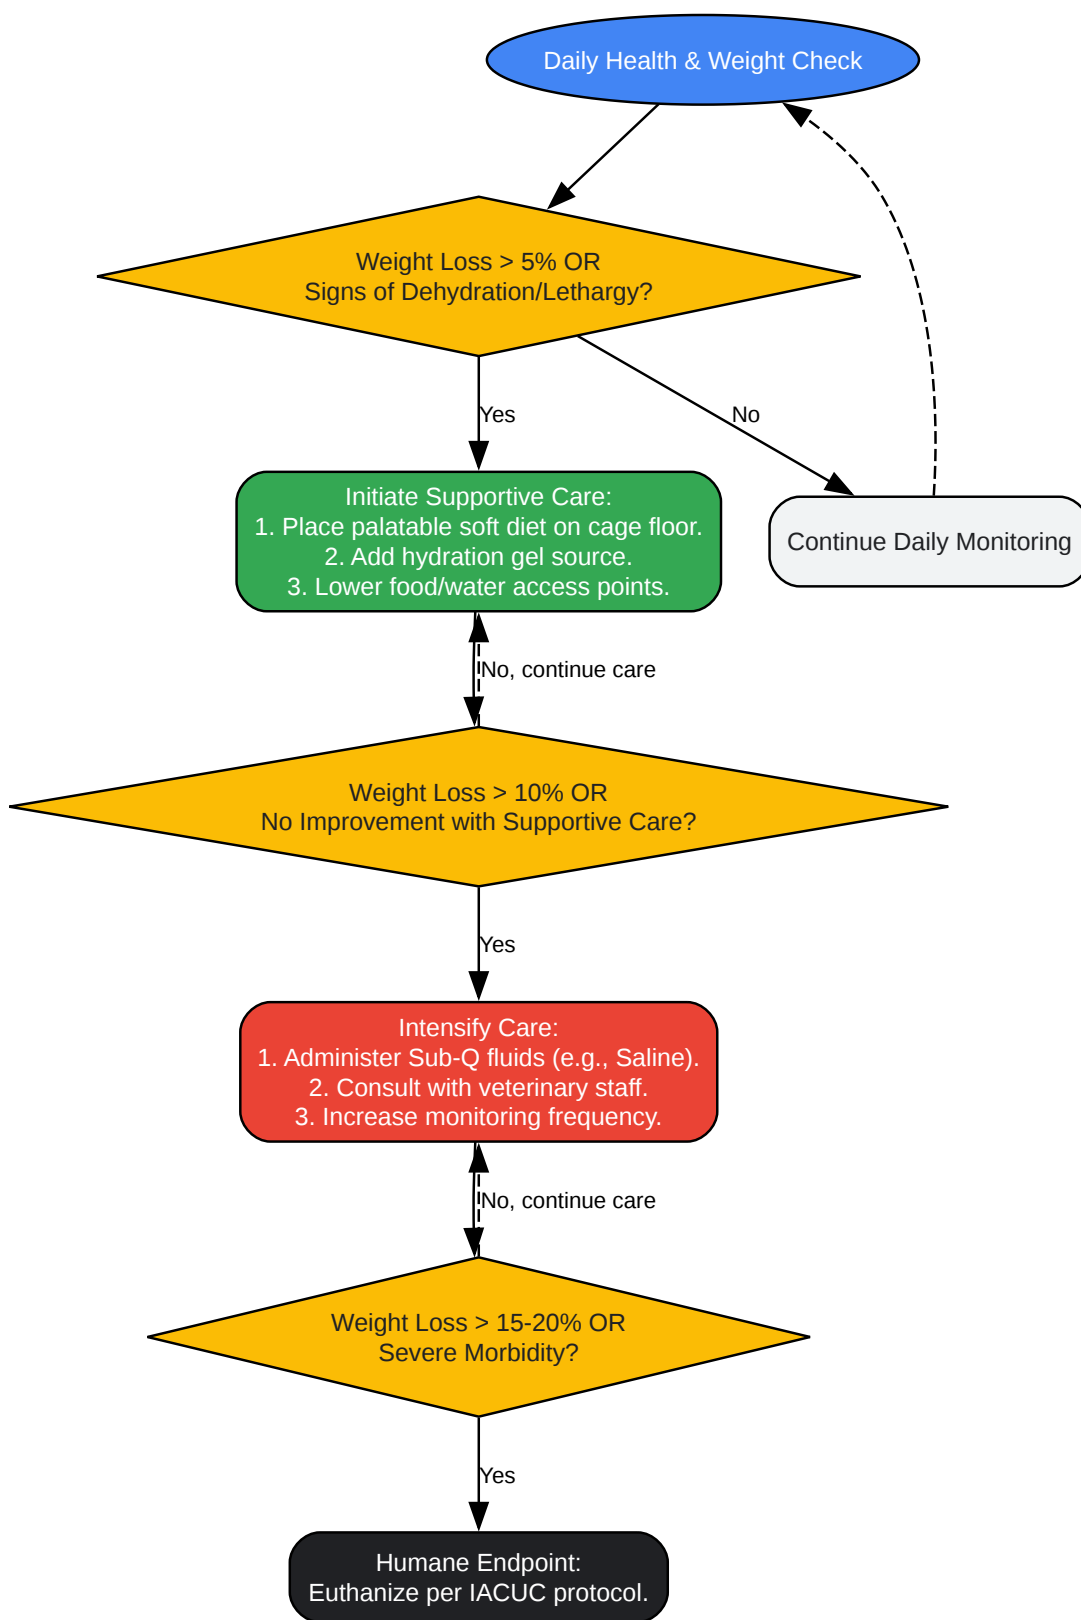 Daily Health & Weight Check
Weight Loss > 5% OR
Signs of Dehydration/Lethargy?
Yes
No
Initiate Supportive Care:
1. Place palatable soft diet on cage floor.
2. Add hydration gel source.
3. Lower food/water access points.
Continue Daily Monitoring
No, continue care
Weight Loss > 10% OR
No Improvement with Supportive Care?
Yes
Intensify Care:
1. Administer Sub-Q fluids (e.g., Saline).
2. Consult with veterinary staff.
3. Increase monitoring frequency.
No, continue care
Weight Loss > 15-20% OR
Severe Morbidity?
Yes
Humane Endpoint:
Euthanize per IACUC protocol.